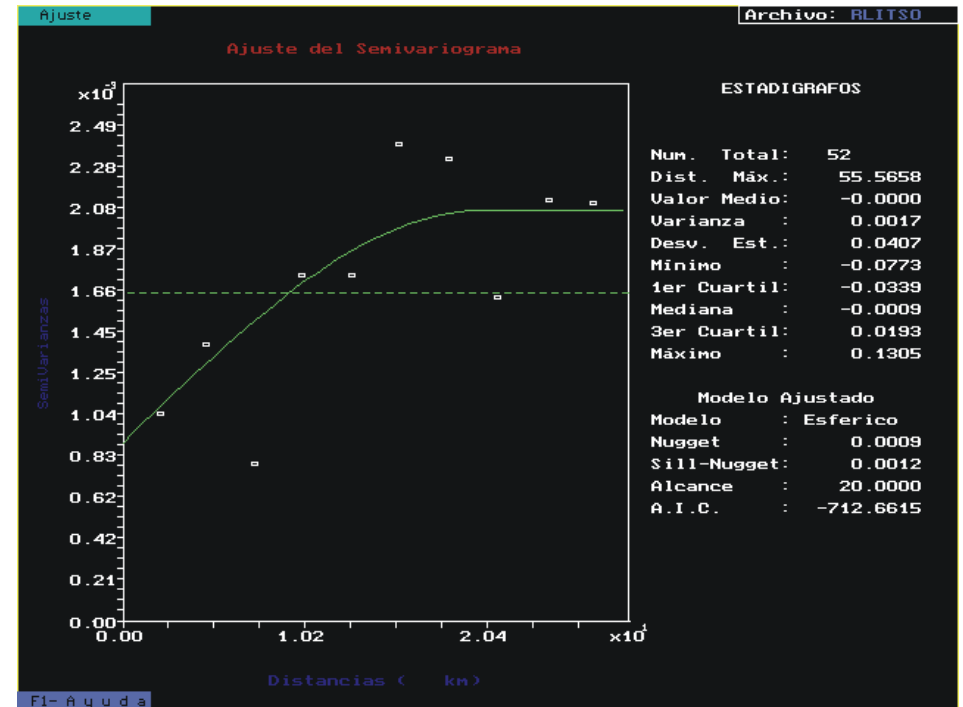 Ajuste
Archivo: RLITSO
Ajuste del Semivariograma
x10-3
2.49
2.28
2.08
1.87
1.66
1.45
1.25
1.04
0.83
0.62
0.42
0.21
0.00
SemiVarianzas
0.00 1.02 2.04 x10 1
Distancias ( km)
ESTADIGRAFOS
Num. Total: 52
Dist. Máx.: 55.5658
Valor Medio: -0.0000
Varianza : 0.0017
Desv. Est.: 0.0407
Mínimo : -0.0773
1er Cuartil: -0.0339
Mediana : -0.0009
3er Cuartil: 0.0193
Máximo : 0.1305
Modelo Ajustado
Modelo : Esferico
Nugget : 0.0009
Sill-Nugget: 0.0012
Alcance : 20.0000
A.I.C. : -712.6615
F1- A y u d a